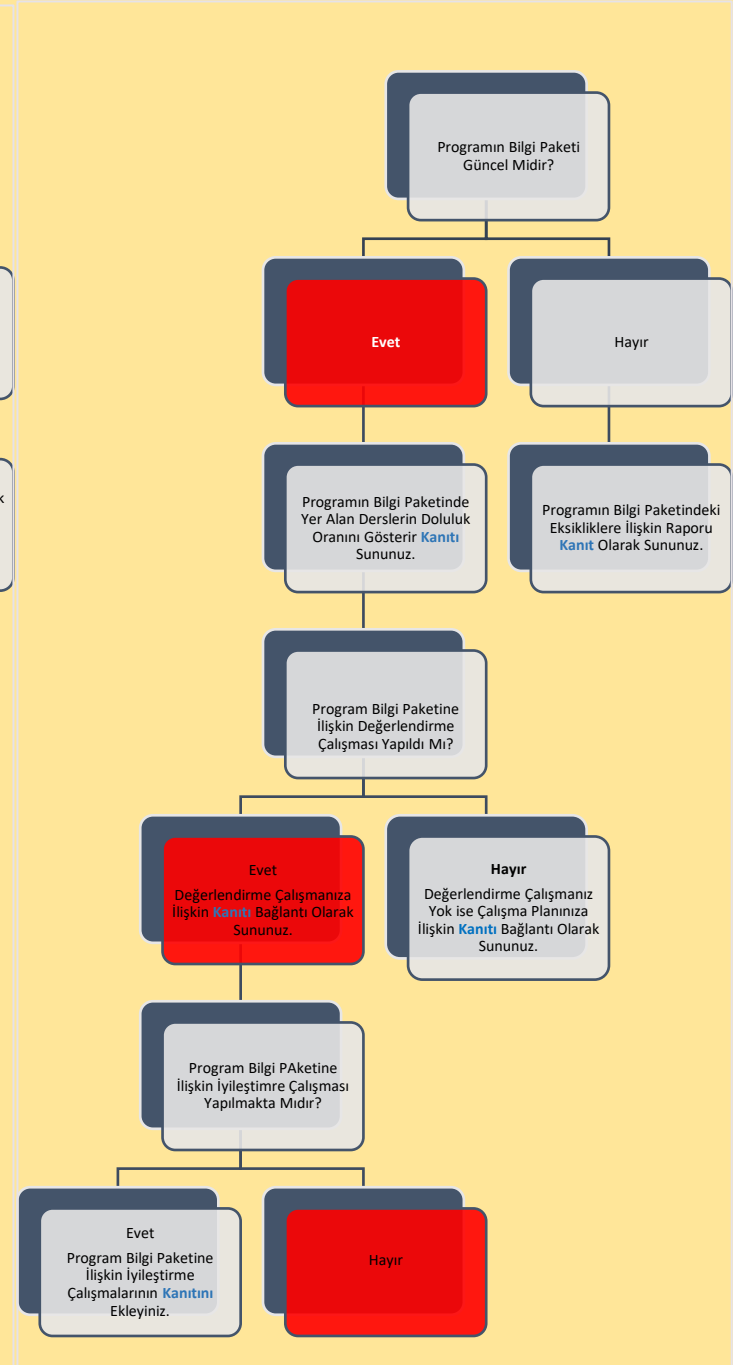 Programın Bilgi Paketi
Güncel Midir?
Evet
Hayır
k
Programın Bilgi Paketinde
Yer Alan Derslerin Doluluk
Oranını Gösterir Kanıtı
Sununuz.
Programın Bilgi Paketindeki
Eksikliklere İlişkin Raporu
Kanıt Olarak Sununuz.
Program Bilgi Paketine
İlişkin Değerlendirme
Çalışması Yapıldı Mı?
Evet
Değerlendirme Çalışmanıza
İlişkin Kanıtı Bağlantı Olarak
Sununuz.
Hayır
Değerlendirme Çalışmanız
Yok ise Çalışma Planınıza
İlişkin Kanıtı Bağlantı Olarak
Sununuz.
Program Bilgi PAketine
İlişkin İyileştimre Çalışması
Yapılmakta Mıdır?
Evet
Program Bilgi Paketine
İlişkin İyileştirme
Çalışmalarının Kanıtını
Ekleyiniz.
Hayır